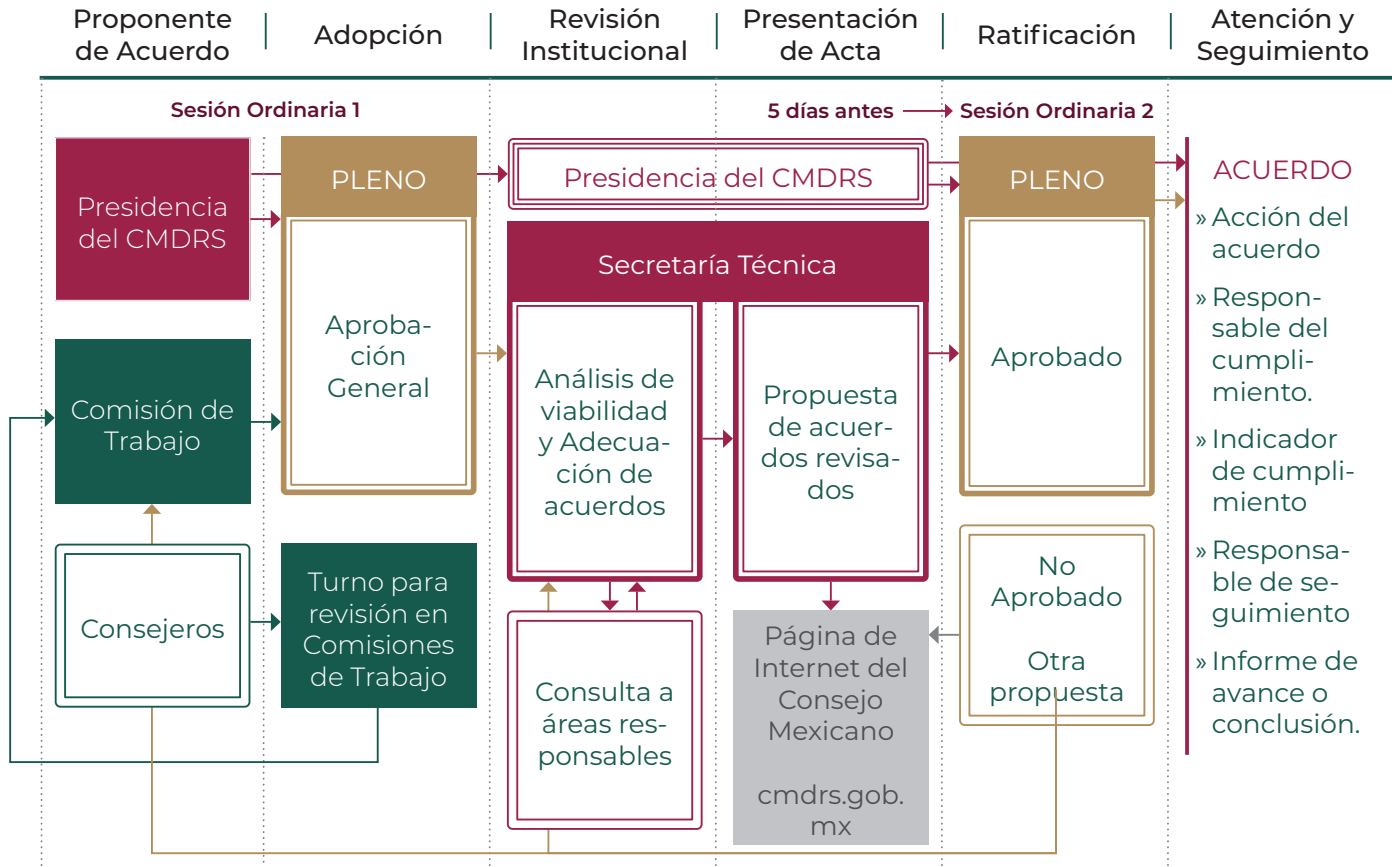 Proponente
de Acuerdo
Adopción
Revisión
Institucional
Presentación
de Acta
Ratificación
Atención y
Seguimiento
Sesión Ordinaria 1
5 días antes
Sesión Ordinaria 2
Presidencia
del CMDRS
Comisión de
Trabajo
Consejeros
PLENO
Aproba-
ción
General
Turno para
revisión en
Comisiones
de Trabajo
Presidencia del CMDRS
Secretaría Técnica
Análisis de
viabilidad
y Adecua-
ción de
acuerdos
Consulta a
áreas res-
ponsables
Propuesta
de acuer-
dos revisa-
dos
Página de
Internet del
Consejo
Mexicano
cmdrs.gob.
mx
PLENO
Aprobado
No
Aprobado
Otra
propuesta
ACUERDO
» Acción del
acuerdo
» Respon-
sable del
cumpli-
miento.
» Indicador
de cumpli-
miento
» Responsa-
ble de se-
guimiento
» Informe de
avance o
conclusión.